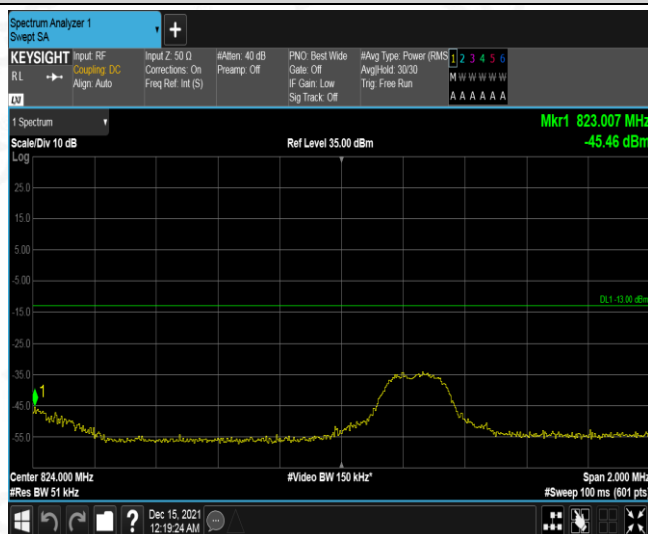 Spectrum Analyzer 1
Swept SA
+
KEYSIGHT
RL
LXI
Input: RF
Coupling: DC
Align: Auto
Input Z: 50 Ω
Corrections: On
Freq Ref: Int (S)
#Atten: 40 dB
Preamp: Off
PNO: Best Wide
Gate: Off
IF Gain: Low
Sig Track: Off
#Avg Type: Power (RMS
Avg|Hold: 30/30
Trig: Free Run
1 2 3 4 5 6
M W W W W W
A A A A A A
1 Spectrum
Mkr1 823.007 MHz
Scale/Div 10 dB
Ref Level 35.00 dBm
-45.46 dBm
Log
25.0
15.0
5.00
-5.00
DL1 -13.00 dBm
-15.0
-25.0
-35.0
1
-45.0
-55.0
Center 824.000 MHz
#Video BW 150 kHz*
Span 2.000 MHz
#Res BW 51 kHz
#Sweep 100 ms (601 pts)
?
Dec 15, 2021
12:19:24 AM